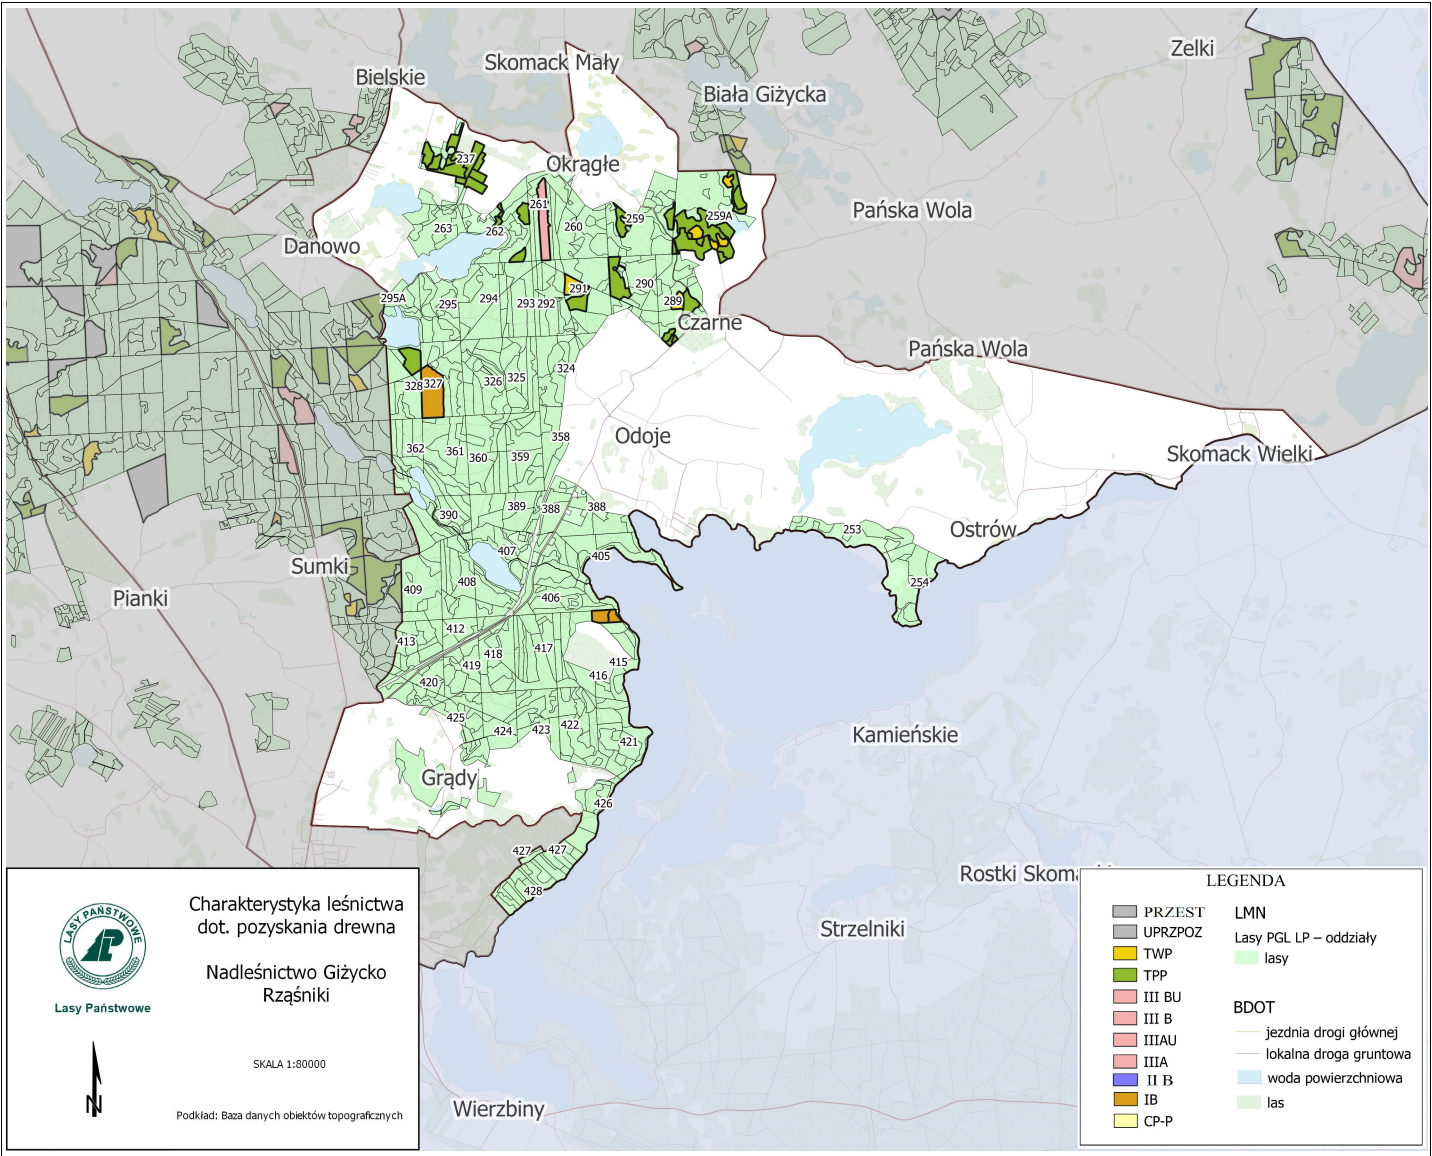 Skomack Mały
Zelki
Bielskie
Biała Giżycka
237
Okrągłe
261
Pańska Wola
263
262
260
259
259A
Danowo
295A
295
294
293
292
291
290
289
Czarne
Pańska Wola
328
327
326
325
324
Odoje
358
362
361
360
359
Skomack Wielki
390
389
388
388
253
Ostrów
407
405
Sumki
409
408
254
Pianki
406
413
412
417
418
419
415
416
420
425
424
423
422
421
Kamieńskie
Grądy
426
427
427
428
Rostki Skoma
Strzelniki
Wierzbiny
LASY PAŃSTWOWE
LP
Lasy Państwowe
Charakterystyka leśnictwa
dot. pozyskania drewna
Nadleśnictwo Giżycko
Rząśniki
SKALA 1:80000
N
Podkład: Baza danych obiektów topograficznych
LEGENDA
PRZEST
UPRZPOZ
TWP
TPP
III BU
III B
IIIAU
IIIA
II B
IB
CP-P
LMN
Lasy PGL LP – oddziały
lasy
BDOT
jezdnia drogi głównej
lokalna droga gruntowa
woda powierzchniowa
las